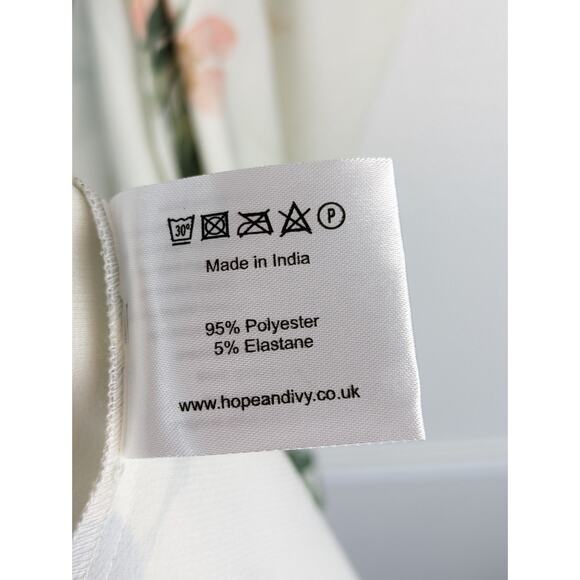 30° P
Made in India
95% Polyester
5% Elastane
www.hopeandivy.co.uk